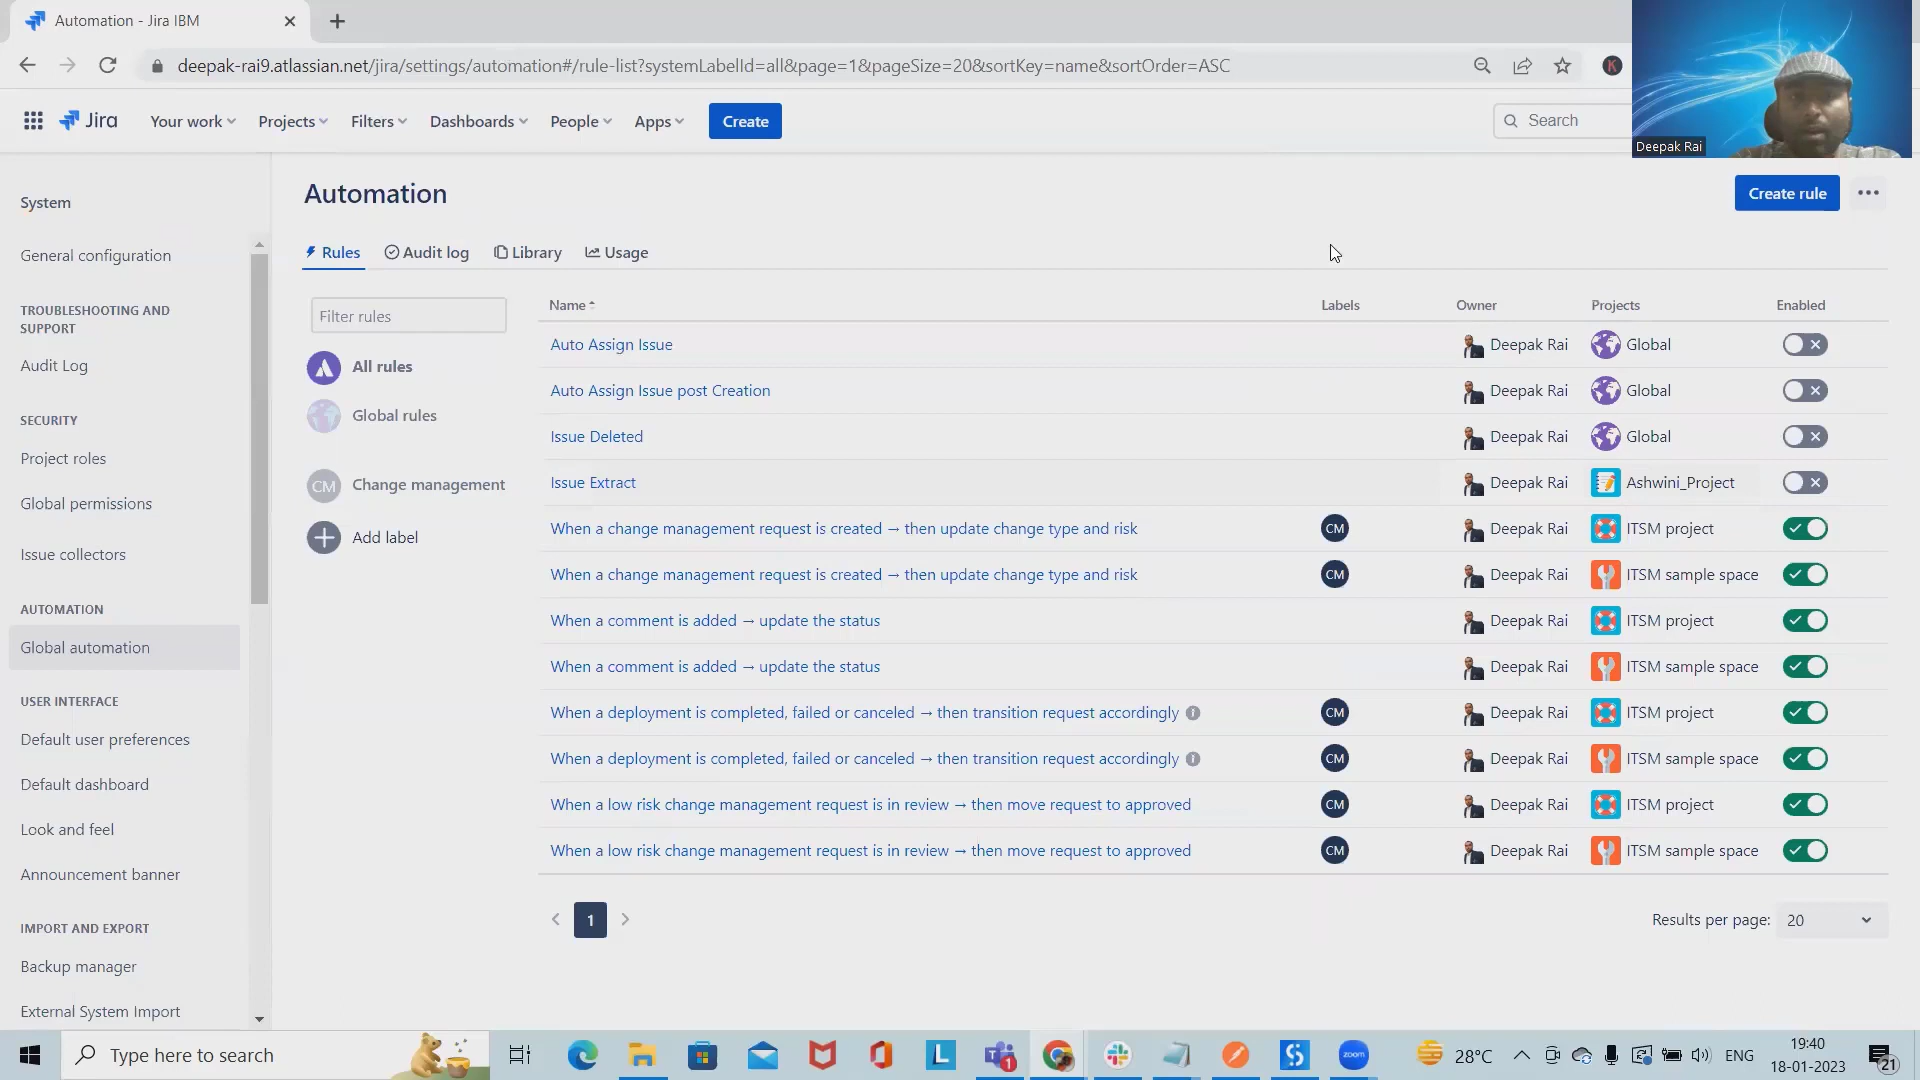 Automation - Jira IBM
deepak-rai9.atlassian.net/jira/settings/automation#/rule-list?systemLabelId=all&page=1&pageSize=20&sortKey=name&sortOrder=ASC
K
Jira
Your work
Projects
Filters
Dashboards
People
Apps
Create
Search
Deepak Rai
System
General configuration
TROUBLESHOOTING AND
SUPPORT
Audit Log
SECURITY
Project roles
Global permissions
Issue collectors
AUTOMATION
Global automation
USER INTERFACE
Default user preferences
Default dashboard
Look and feel
Announcement banner
IMPORT AND EXPORT
Backup manager
External System Import
Automation
Create rule
Rules
Audit log
Library
Usage
Filter rules
All rules
Global rules
CM Change management
Add label
Name Labels Owner Projects Enabled
Auto Assign Issue Deepak Rai Global
Auto Assign Issue post Creation Deepak Rai Global
Issue Deleted Deepak Rai Global
Issue Extract Deepak Rai Ashwini_Project
When a change management request is created → then update change type and risk CM Deepak Rai ITSM project
When a change management request is created → then update change type and risk CM Deepak Rai ITSM sample space
When a comment is added → update the status Deepak Rai ITSM project
When a comment is added → update the status Deepak Rai ITSM sample space
When a deployment is completed, failed or canceled → then transition request accordingly CM Deepak Rai ITSM project
When a deployment is completed, failed or canceled → then transition request accordingly CM Deepak Rai ITSM sample space
When a low risk change management request is in review → then move request to approved CM Deepak Rai ITSM project
When a low risk change management request is in review → then move request to approved CM Deepak Rai ITSM sample space
1
Results per page: 20
Type here to search
L
1
zoom
28°C
ENG
19:40
18-01-2023
21